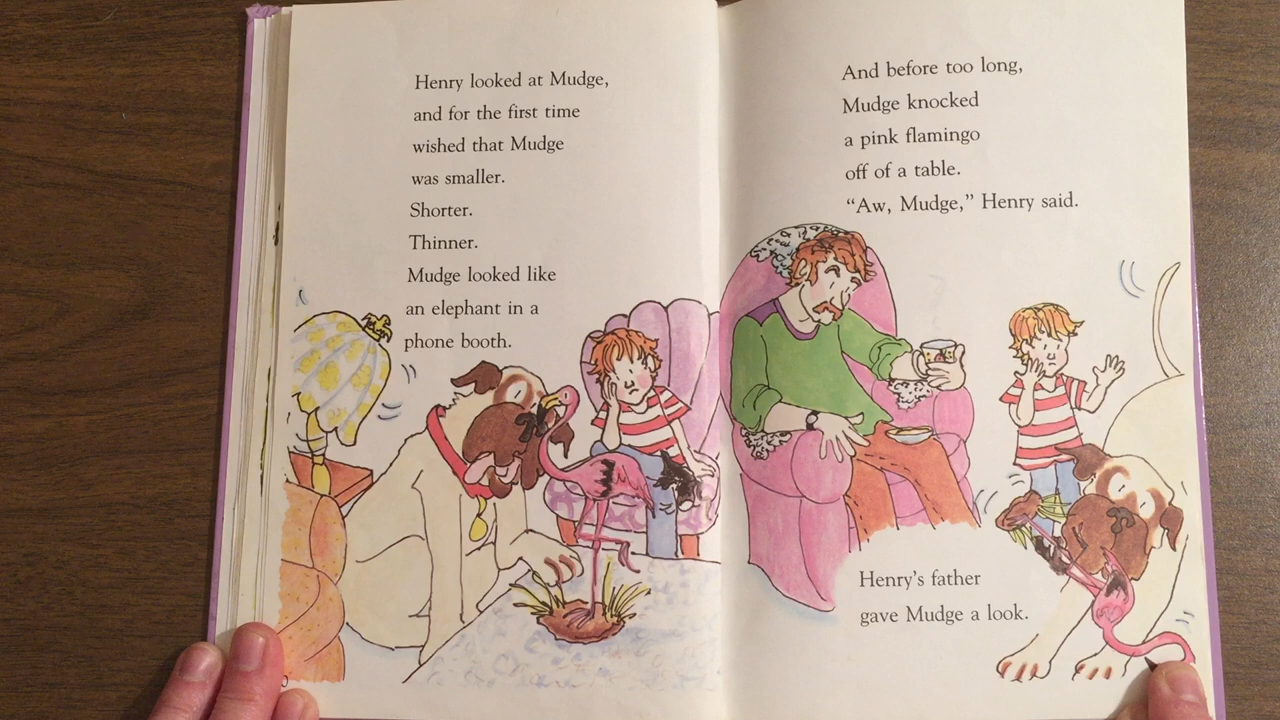 Henry looked at Mudge,
and for the first time
wished that Mudge
was smaller.
Shorter.
Thinner.
Mudge looked like
an elephant in a
phone booth.
And before too long,
Mudge knocked
a pink flamingo
off of a table.
“Aw, Mudge,” Henry said.
Henry’s father
gave Mudge a look.